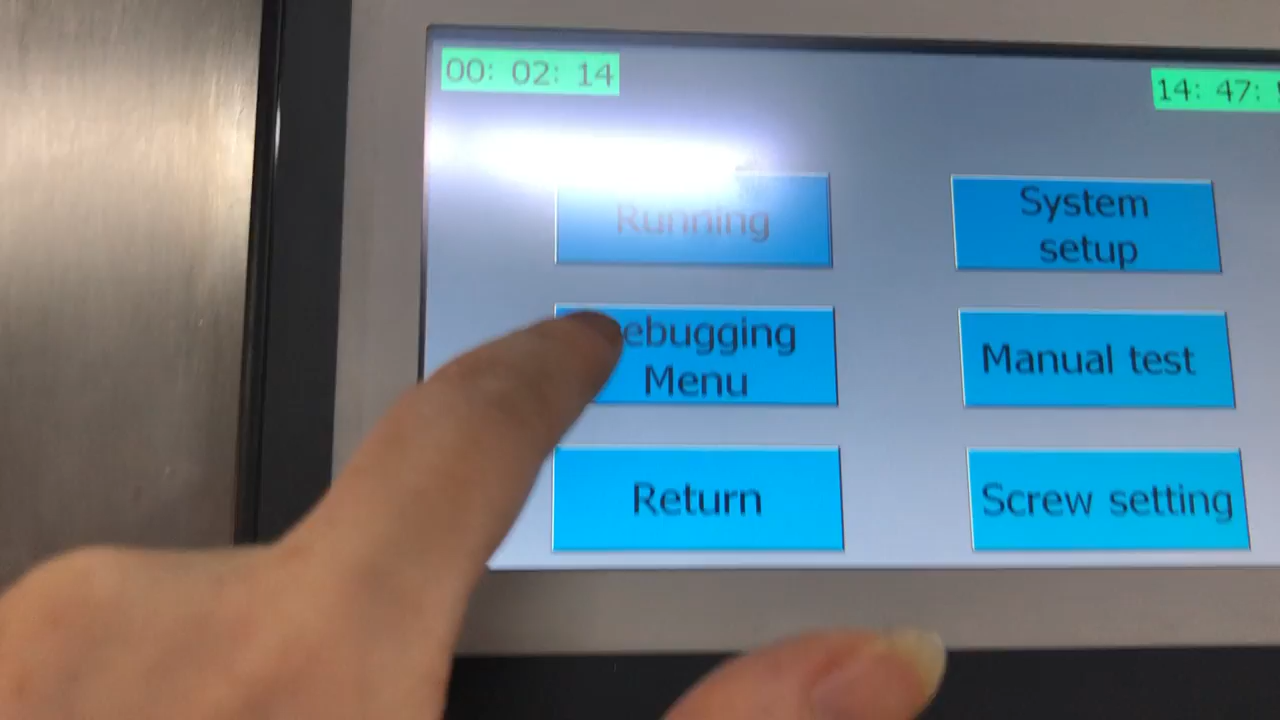 00: 02: 14
14: 47:
Running
System
setup
ebugging
Menu
Manual test
Return
Screw setting